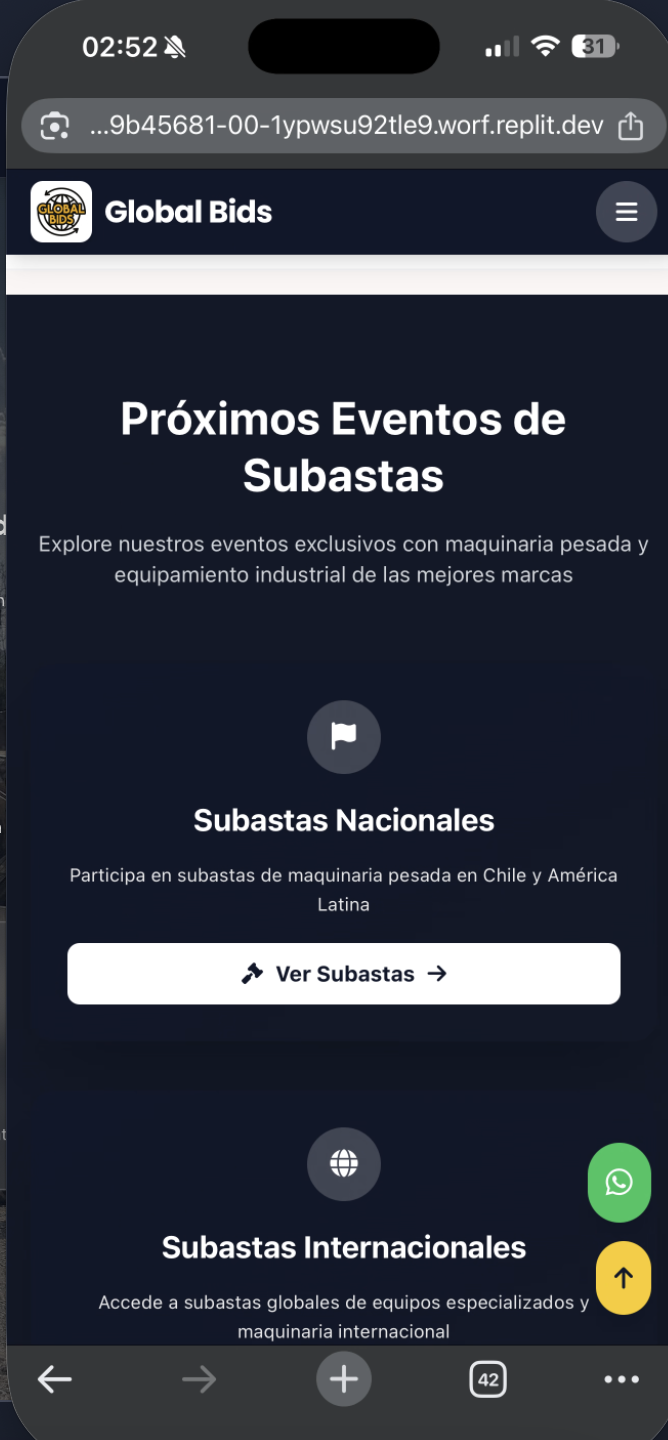 02:52
31
...9b45681-00-1ypwsu92tle9.worf.replit.dev
GLOBAL
BIDS
Global Bids
Próximos Eventos de
Subastas
Explore nuestros eventos exclusivos con maquinaria pesada y
equipamiento industrial de las mejores marcas
Subastas Nacionales
Participa en subastas de maquinaria pesada en Chile y América
Latina
Ver Subastas →
Subastas Internacionales
Accede a subastas globales de equipos especializados y
maquinaria internacional
42